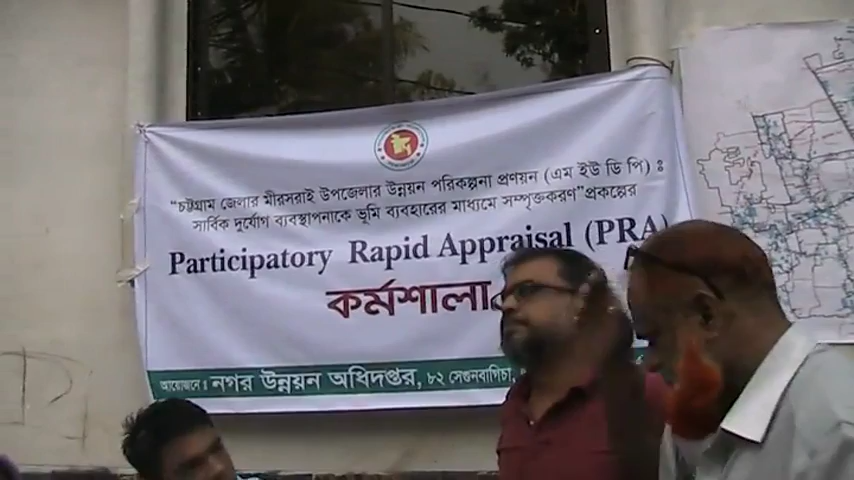 “চট্টগ্রাম জেলার মীরসরাই উপজেলার উন্নয়ন পরিকল্পনা প্রণয়ন (এম ইউ ডি পি) :
সার্বিক দুর্যোগ ব্যবস্থাপনাকে ভূমি ব্যবহারের মাধ্যমে সম্পৃক্তকরণ” প্রকল্পের
Participatory Rapid Appraisal (PRA)
কর্মশালা
আয়োজনে : নগর উন্নয়ন অধিদপ্তর, ৮২ সেগুনবাগিচা,